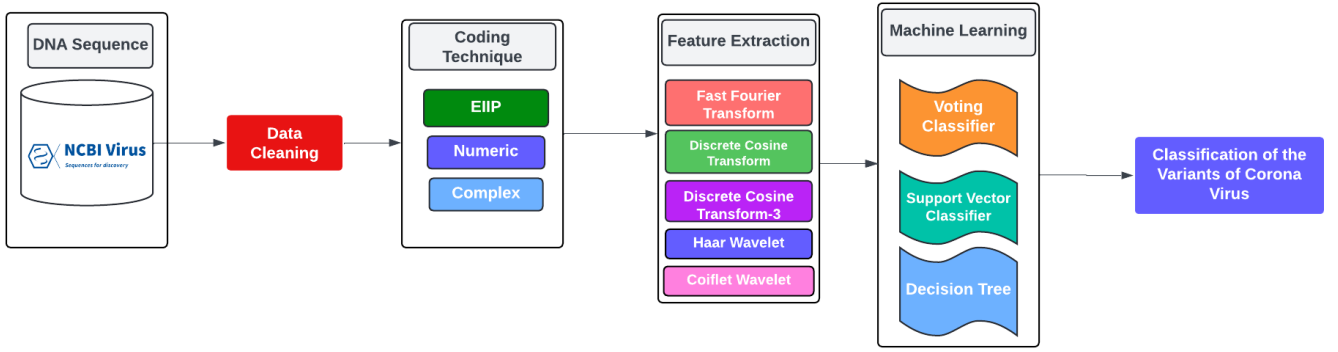 DNA Sequence
NCBI Virus
Sequences for discovery
Data
Cleaning
Coding
Technique
EIIP
Numeric
Complex
Feature Extraction
Fast Fourier
Transform
Discrete Cosine
Transform
Discrete Cosine
Transform-3
Haar Wavelet
Coiflet Wavelet
Machine Learning
Voting
Classifier
Support Vector
Classifier
Decision Tree
Classification of the
Variants of Corona
Virus